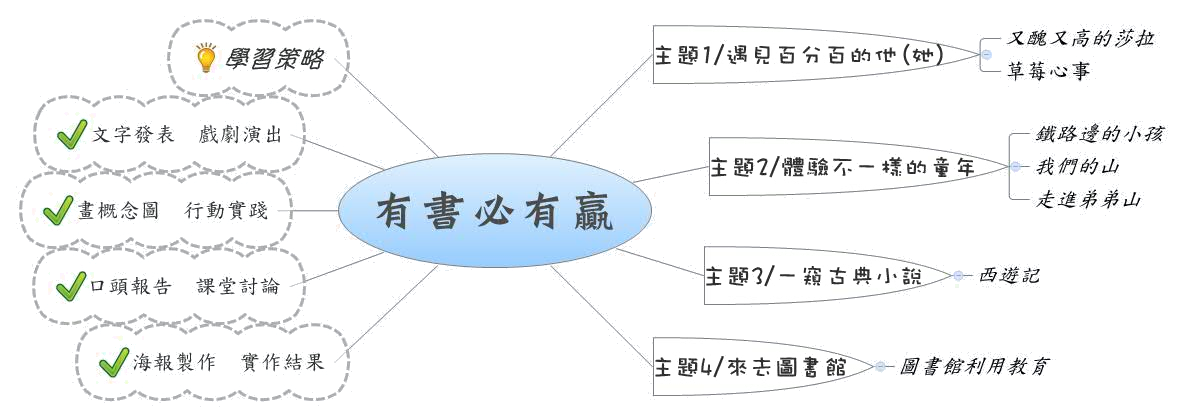 有書必有贏
學習策略
文字發表 戲劇演出
畫概念圖 行動實踐
口頭報告 課堂討論
海報製作 實作結果
主題1/遇見百分百的他(她)
又醜又高的莎拉
草莓心事
主題2/體驗不一樣的童年
鐵路邊的小孩
我們的山
走進弟弟山
主題3/一窺古典小說
西遊記
主題4/來去圖書館
圖書館利用教育